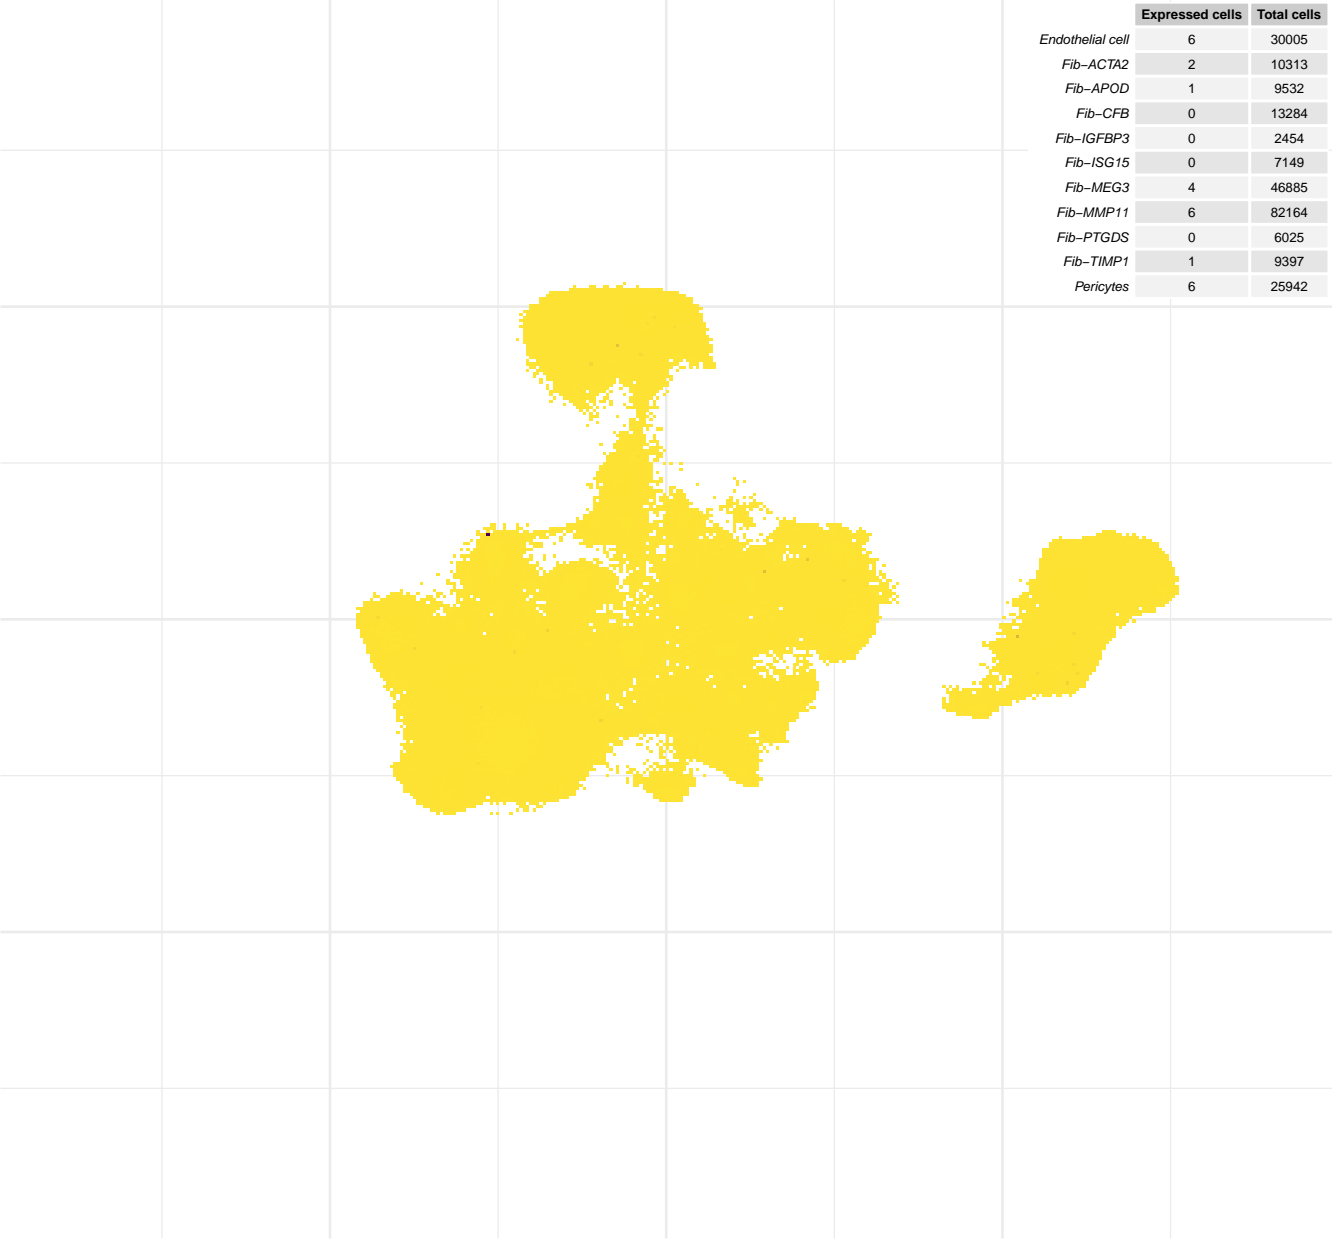 Expressed cells Total cells
Endothelial cell 6 30005
Fib−ACTA2 2 10313
Fib−APOD 1 9532
Fib−CFB 0 13284
Fib−IGFBP3 0 2454
Fib−ISG15 0 7149
Fib−MEG3 4 46885
Fib−MMP11 6 82164
Fib−PTGDS 0 6025
Fib−TIMP1 1 9397
Pericytes 6 25942